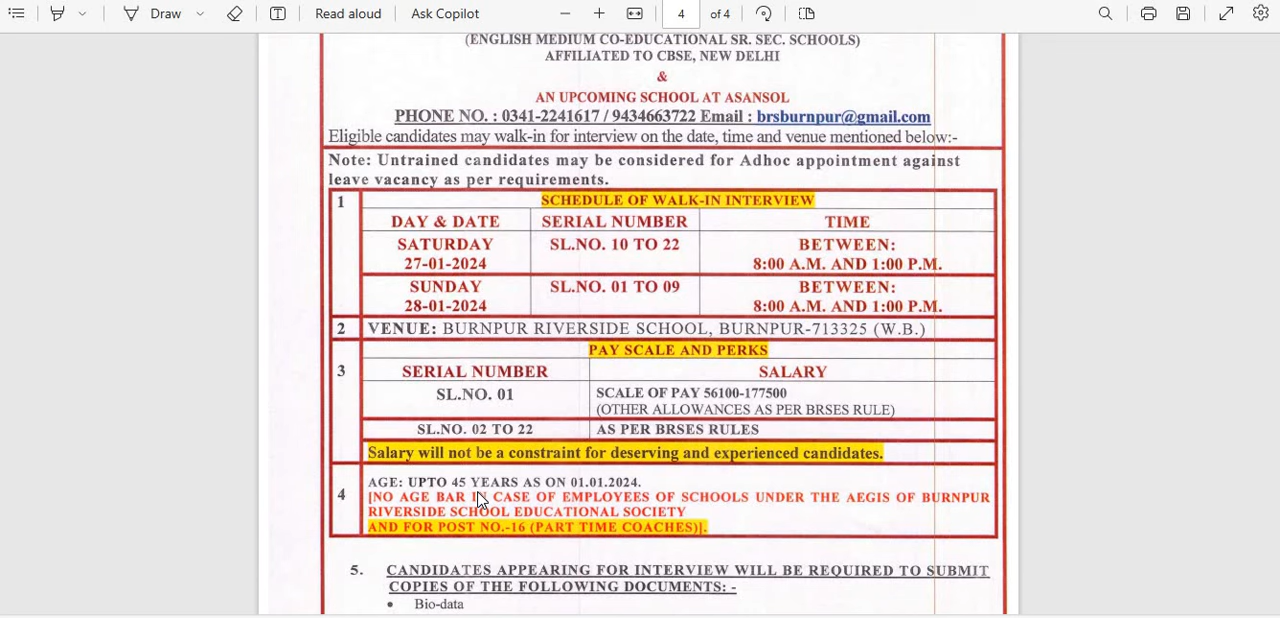 Draw
Read aloud
Ask Copilot
4
of 4
(ENGLISH MEDIUM CO-EDUCATIONAL SR. SEC. SCHOOLS)
AFFILIATED TO CBSE, NEW DELHI
&
AN UPCOMING SCHOOL AT ASANSOL
PHONE NO. : 0341-2241617 / 9434663722 Email : brsburnpur@gmail.com
Eligible candidates may walk-in for interview on the date, time and venue mentioned below:-
Note: Untrained candidates may be considered for Adhoc appointment against
leave vacancy as per requirements.
1
SCHEDULE OF WALK-IN INTERVIEW
DAY & DATE SERIAL NUMBER TIME
SATURDAY SL.NO. 10 TO 22 BETWEEN:
27-01-2024 8:00 A.M. AND 1:00 P.M.
SUNDAY SL.NO. 01 TO 09 BETWEEN:
28-01-2024 8:00 A.M. AND 1:00 P.M.
2 VENUE: BURNPUR RIVERSIDE SCHOOL, BURNPUR-713325 (W.B.)
PAY SCALE AND PERKS
3 SERIAL NUMBER SALARY
SL.NO. 01 SCALE OF PAY 56100-177500
(OTHER ALLOWANCES AS PER BRSES RULE)
SL.NO. 02 TO 22 AS PER BRSES RULES
Salary will not be a constraint for deserving and experienced candidates.
AGE: UPTO 45 YEARS AS ON 01.01.2024.
4 [NO AGE BAR IN CASE OF EMPLOYEES OF SCHOOLS UNDER THE AEGIS OF BURNPUR
RIVERSIDE SCHOOL EDUCATIONAL SOCIETY
AND FOR POST NO.-16 (PART TIME COACHES)].
5. CANDIDATES APPEARING FOR INTERVIEW WILL BE REQUIRED TO SUBMIT
COPIES OF THE FOLLOWING DOCUMENTS: -
• Bio-data